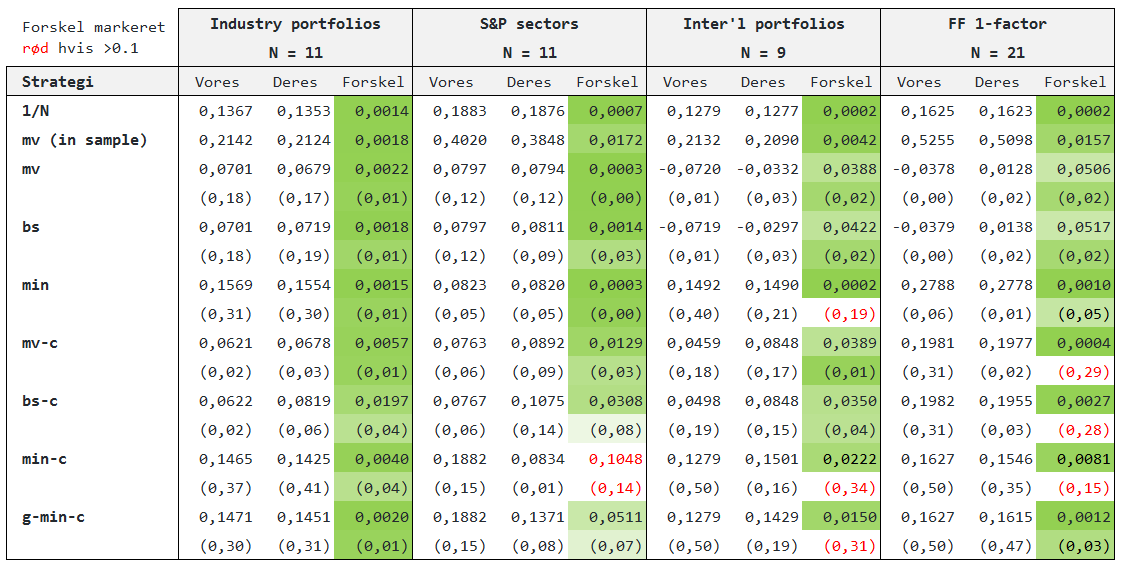 Forskel markeret
rød hvis >0.1
Industry portfolios S&P sectors Inter'l portfolios FF 1-factor
N = 11 N = 11 N = 9 N = 21
Strategi Vores Deres Forskel Vores Deres Forskel Vores Deres Forskel Vores Deres Forskel
1/N 0,1367 0,1353 0,0014 0,1883 0,1876 0,0007 0,1279 0,1277 0,0002 0,1625 0,1623 0,0002
mv (in sample) 0,2142 0,2124 0,0018 0,4020 0,3848 0,0172 0,2132 0,2090 0,0042 0,5255 0,5098 0,0157
mv 0,0701 0,0679 0,0022 0,0797 0,0794 0,0003 -0,0720 -0,0332 0,0388 -0,0378 0,0128 0,0506
(0,18) (0,17) (0,01) (0,12) (0,12) (0,00) (0,01) (0,03) (0,02) (0,00) (0,02) (0,02)
bs 0,0701 0,0719 0,0018 0,0797 0,0811 0,0014 -0,0719 -0,0297 0,0422 -0,0379 0,0138 0,0517
(0,18) (0,19) (0,01) (0,12) (0,09) (0,03) (0,01) (0,03) (0,02) (0,00) (0,02) (0,02)
min 0,1569 0,1554 0,0015 0,0823 0,0820 0,0003 0,1492 0,1490 0,0002 0,2788 0,2778 0,0010
(0,31) (0,30) (0,01) (0,05) (0,05) (0,00) (0,40) (0,21) (0,19) (0,06) (0,01) (0,05)
mv-c 0,0621 0,0678 0,0057 0,0763 0,0892 0,0129 0,0459 0,0848 0,0389 0,1981 0,1977 0,0004
(0,02) (0,03) (0,01) (0,06) (0,09) (0,03) (0,18) (0,17) (0,01) (0,31) (0,02) (0,29)
bs-c 0,0622 0,0819 0,0197 0,0767 0,1075 0,0308 0,0498 0,0848 0,0350 0,1982 0,1955 0,0027
(0,02) (0,06) (0,04) (0,06) (0,14) (0,08) (0,19) (0,15) (0,04) (0,31) (0,03) (0,28)
min-c 0,1465 0,1425 0,0040 0,1882 0,0834 0,1048 0,1279 0,1501 0,0222 0,1627 0,1546 0,0081
(0,37) (0,41) (0,04) (0,15) (0,01) (0,14) (0,50) (0,16) (0,34) (0,50) (0,35) (0,15)
g-min-c 0,1471 0,1451 0,0020 0,1882 0,1371 0,0511 0,1279 0,1429 0,0150 0,1627 0,1615 0,0012
(0,30) (0,31) (0,01) (0,15) (0,08) (0,07) (0,50) (0,19) (0,31) (0,50) (0,47) (0,03)